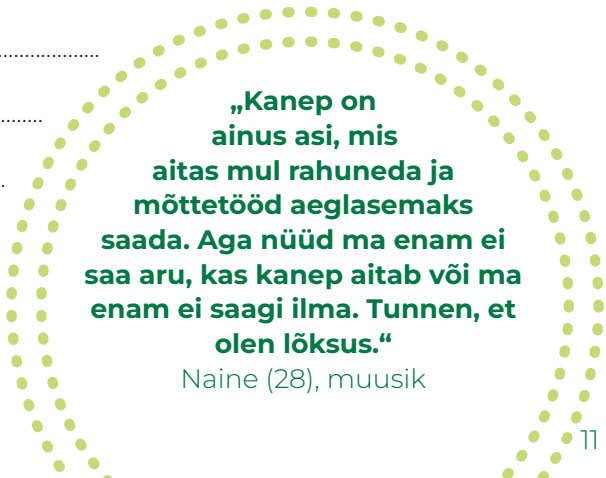 „Kanep on
ainus asi, mis
aitas mul rahuneda ja
mõttetööd aeglasemaks
saada. Aga nüüd ma enam ei
saa aru, kas kanep aitab või ma
enam ei saagi ilma. Tunnen, et
olen lõksus.“
Naine (28), muusik
11